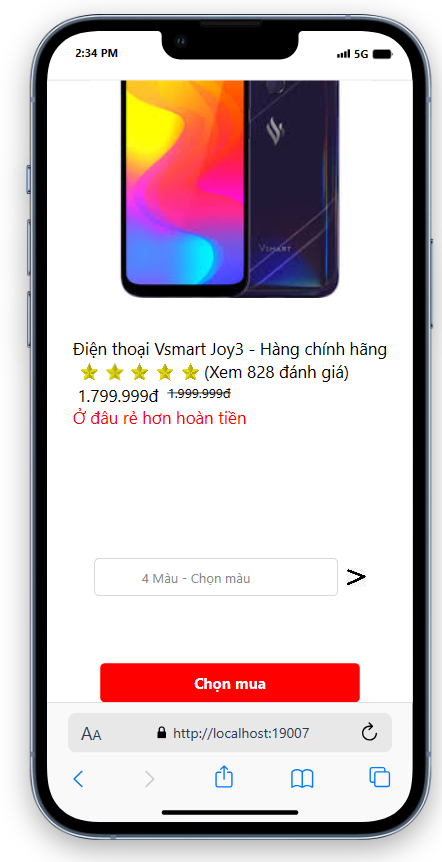 2:34 PM
5G
VSMART
Điện thoại Vsmart Joy3 - Hàng chính hãng
(Xem 828 đánh giá)
1.799.999đ 1.999.999đ
Ở đâu rẻ hơn hoàn tiền
4 Màu - Chọn màu
>
Chọn mua
AA
http://localhost:19007